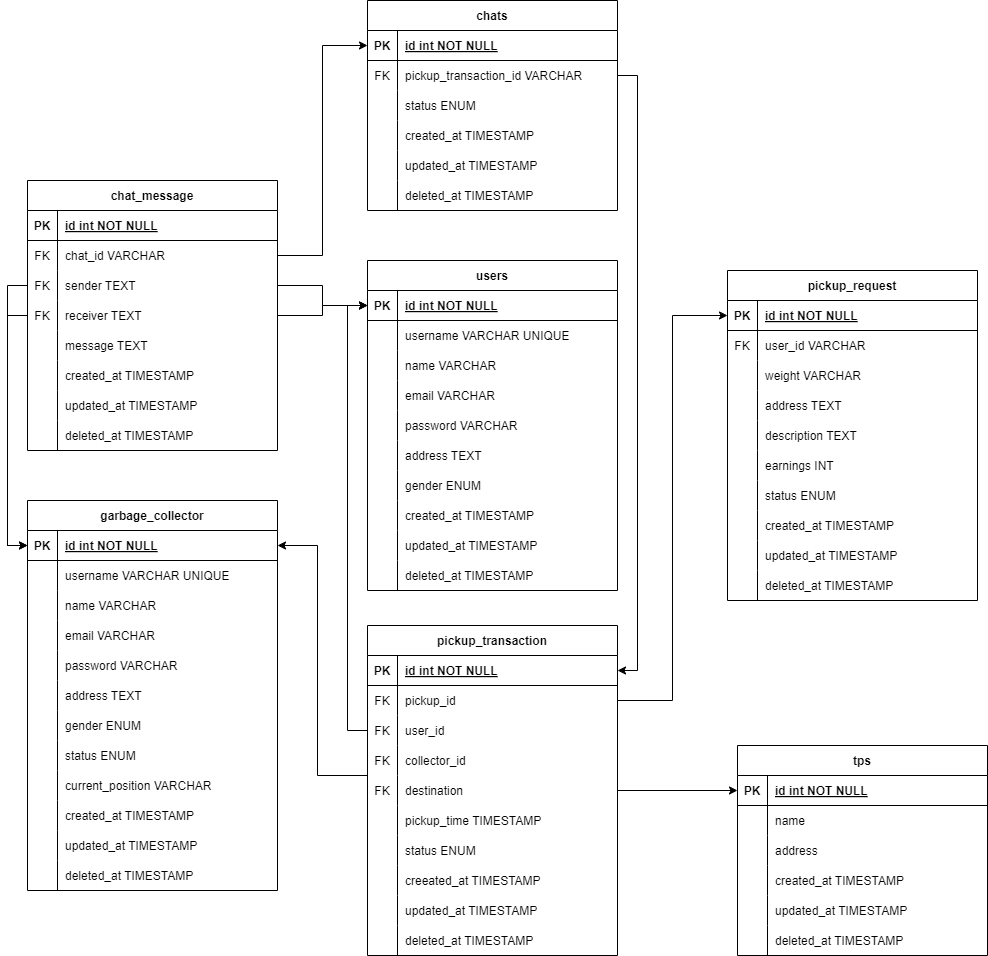 chats
PK id int NOT NULL
FK pickup_transaction_id VARCHAR
status ENUM
created_at TIMESTAMP
updated_at TIMESTAMP
deleted_at TIMESTAMP
chat_message
PK id int NOT NULL
FK chat_id VARCHAR
FK sender TEXT
FK receiver TEXT
message TEXT
created_at TIMESTAMP
updated_at TIMESTAMP
deleted_at TIMESTAMP
users
PK id int NOT NULL
username VARCHAR UNIQUE
name VARCHAR
email VARCHAR
password VARCHAR
address TEXT
gender ENUM
created_at TIMESTAMP
updated_at TIMESTAMP
deleted_at TIMESTAMP
pickup_request
PK id int NOT NULL
FK user_id VARCHAR
weight VARCHAR
address TEXT
description TEXT
earnings INT
status ENUM
created_at TIMESTAMP
updated_at TIMESTAMP
deleted_at TIMESTAMP
garbage_collector
PK id int NOT NULL
username VARCHAR UNIQUE
name VARCHAR
email VARCHAR
password VARCHAR
address TEXT
gender ENUM
status ENUM
current_position VARCHAR
created_at TIMESTAMP
updated_at TIMESTAMP
deleted_at TIMESTAMP
pickup_transaction
PK id int NOT NULL
FK pickup_id
FK user_id
FK collector_id
FK destination
pickup_time TIMESTAMP
status ENUM
creeated_at TIMESTAMP
updated_at TIMESTAMP
deleted_at TIMESTAMP
tps
PK id int NOT NULL
name
address
created_at TIMESTAMP
updated_at TIMESTAMP
deleted_at TIMESTAMP